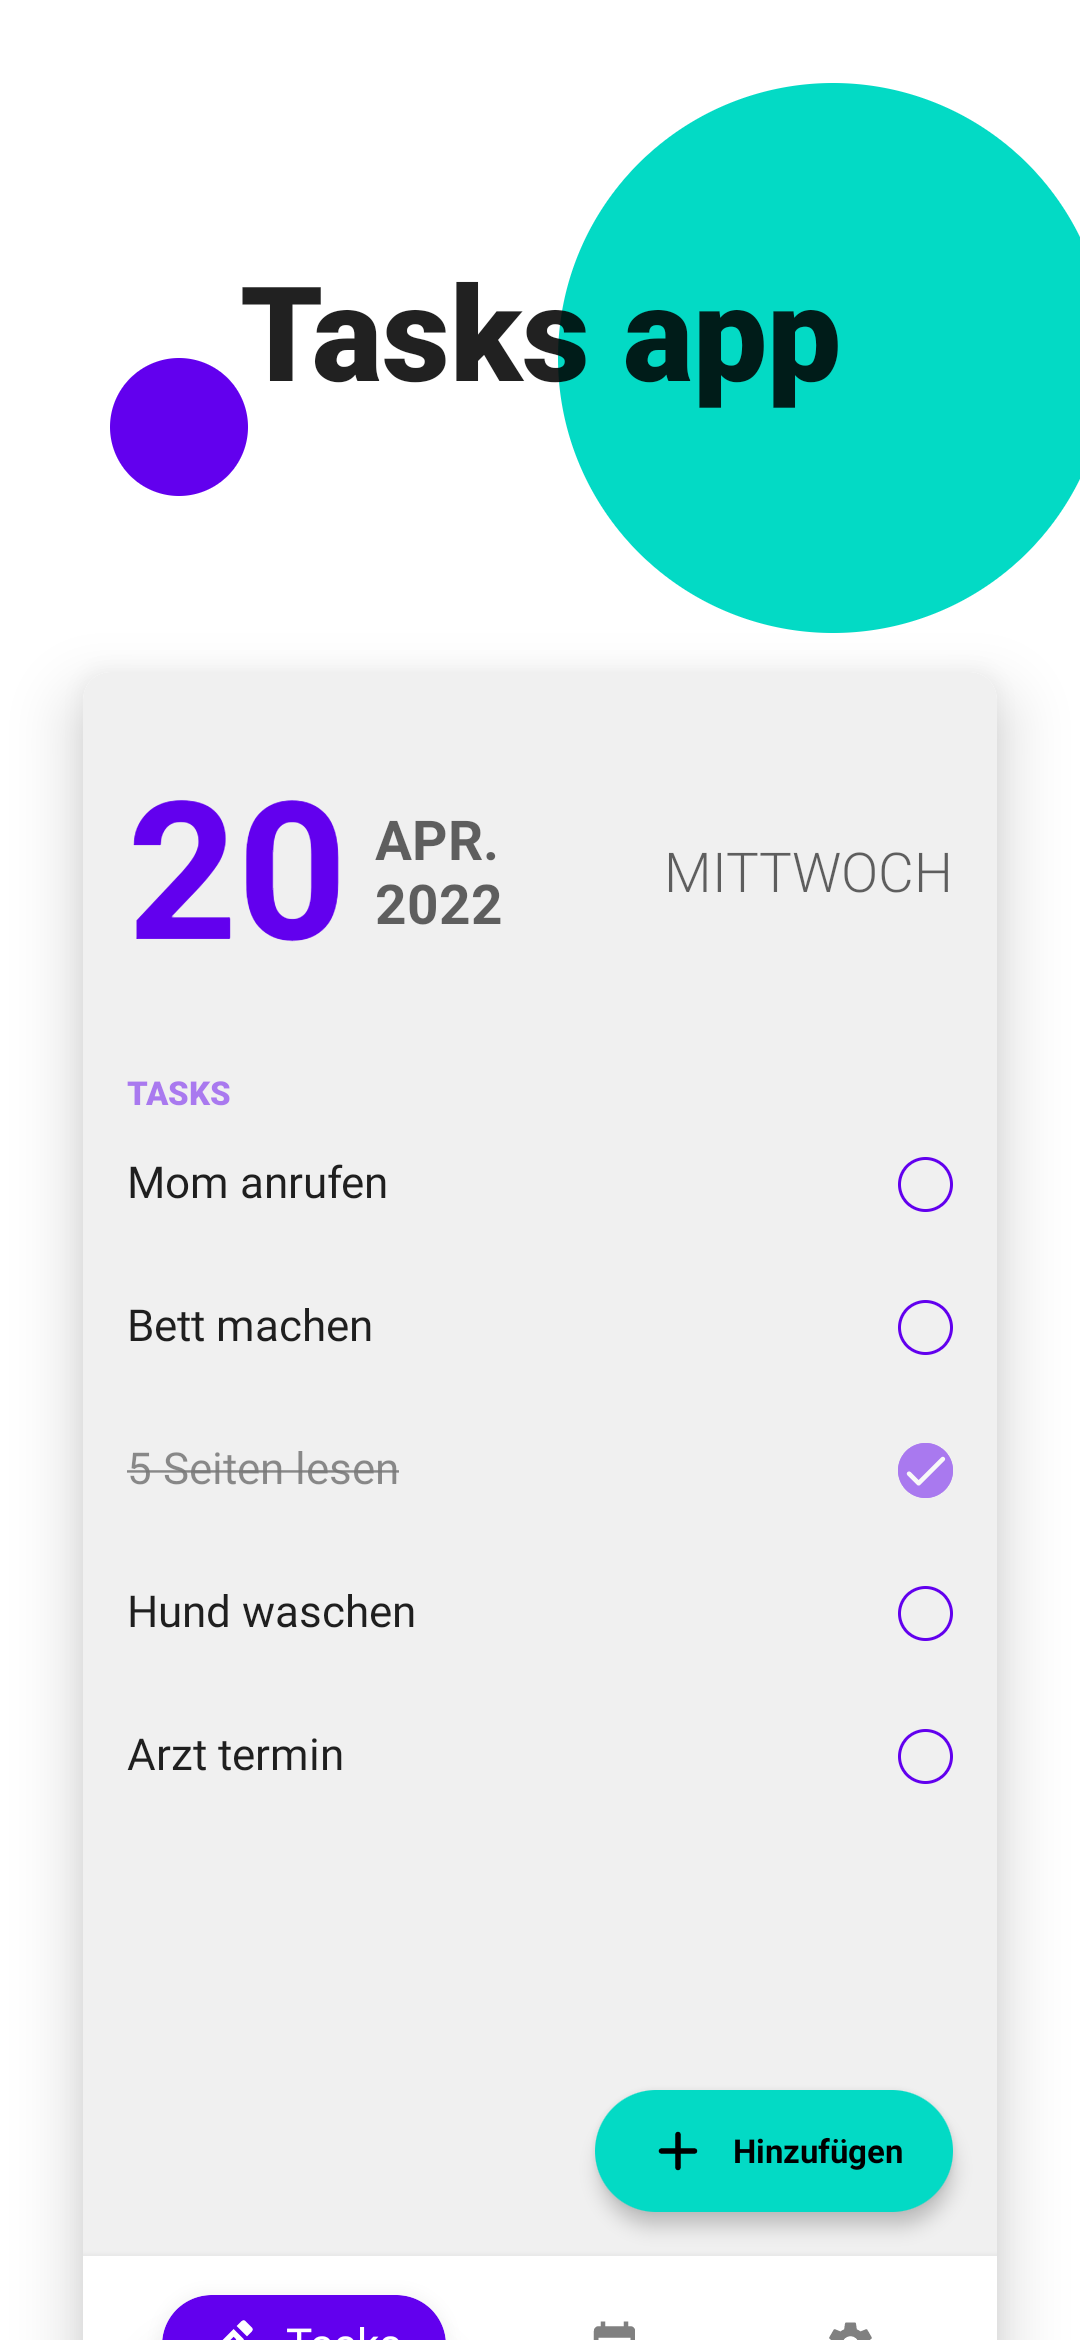 Tasks app
20
APR.
2022
MITTWOCH
TASKS
Mom anrufen
Bett machen
5 Seiten lesen
Hund waschen
Arzt termin
Hinzufügen
Tasks